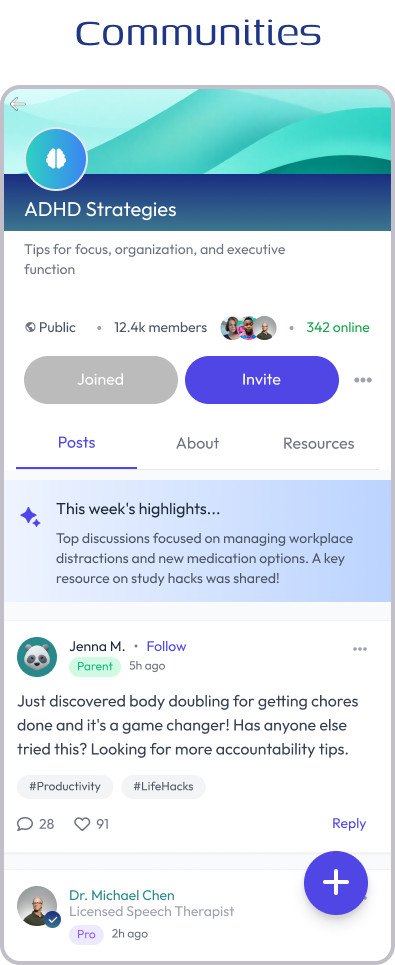 Communities
ADHD Strategies
Tips for focus, organization, and executive
function
Public • 12.4k members • 342 online
Joined Invite
Posts About Resources
This week's highlights...
Top discussions focused on managing workplace
distractions and new medication options. A key
resource on study hacks was shared!
Jenna M. • Follow
Parent 5h ago
Just discovered body doubling for getting chores
done and it's a game changer! Has anyone else
tried this? Looking for more accountability tips.
#Productivity #LifeHacks
28 91 Reply
Dr. Michael Chen
Licensed Speech Therapist
Pro 2h ago